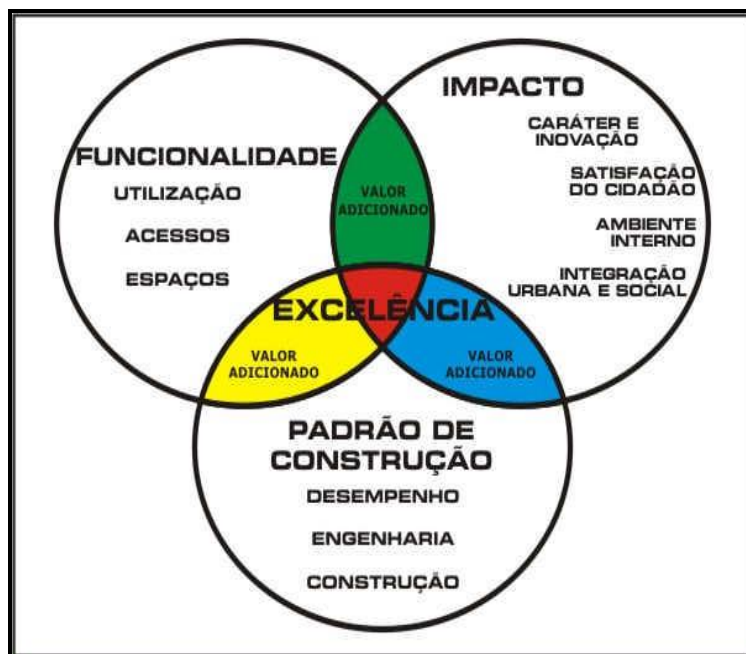 FUNCIONALIDADE
UTILIZAÇÃO
ACESSOS
ESPAÇOS
IMPACTO
CARÁTER E
INOVAÇÃO
SATISFAÇÃO
DO CIDADÃO
AMBIENTE
INTERNO
INTEGRAÇÃO
URBANA E SOCIAL
VALOR
ADICIONADO
EXCELÊNCIA
VALOR
ADICIONADO
VALOR
ADICIONADO
PADRÃO DE
CONSTRUÇÃO
DESEMPENHO
ENGENHARIA
CONSTRUÇÃO